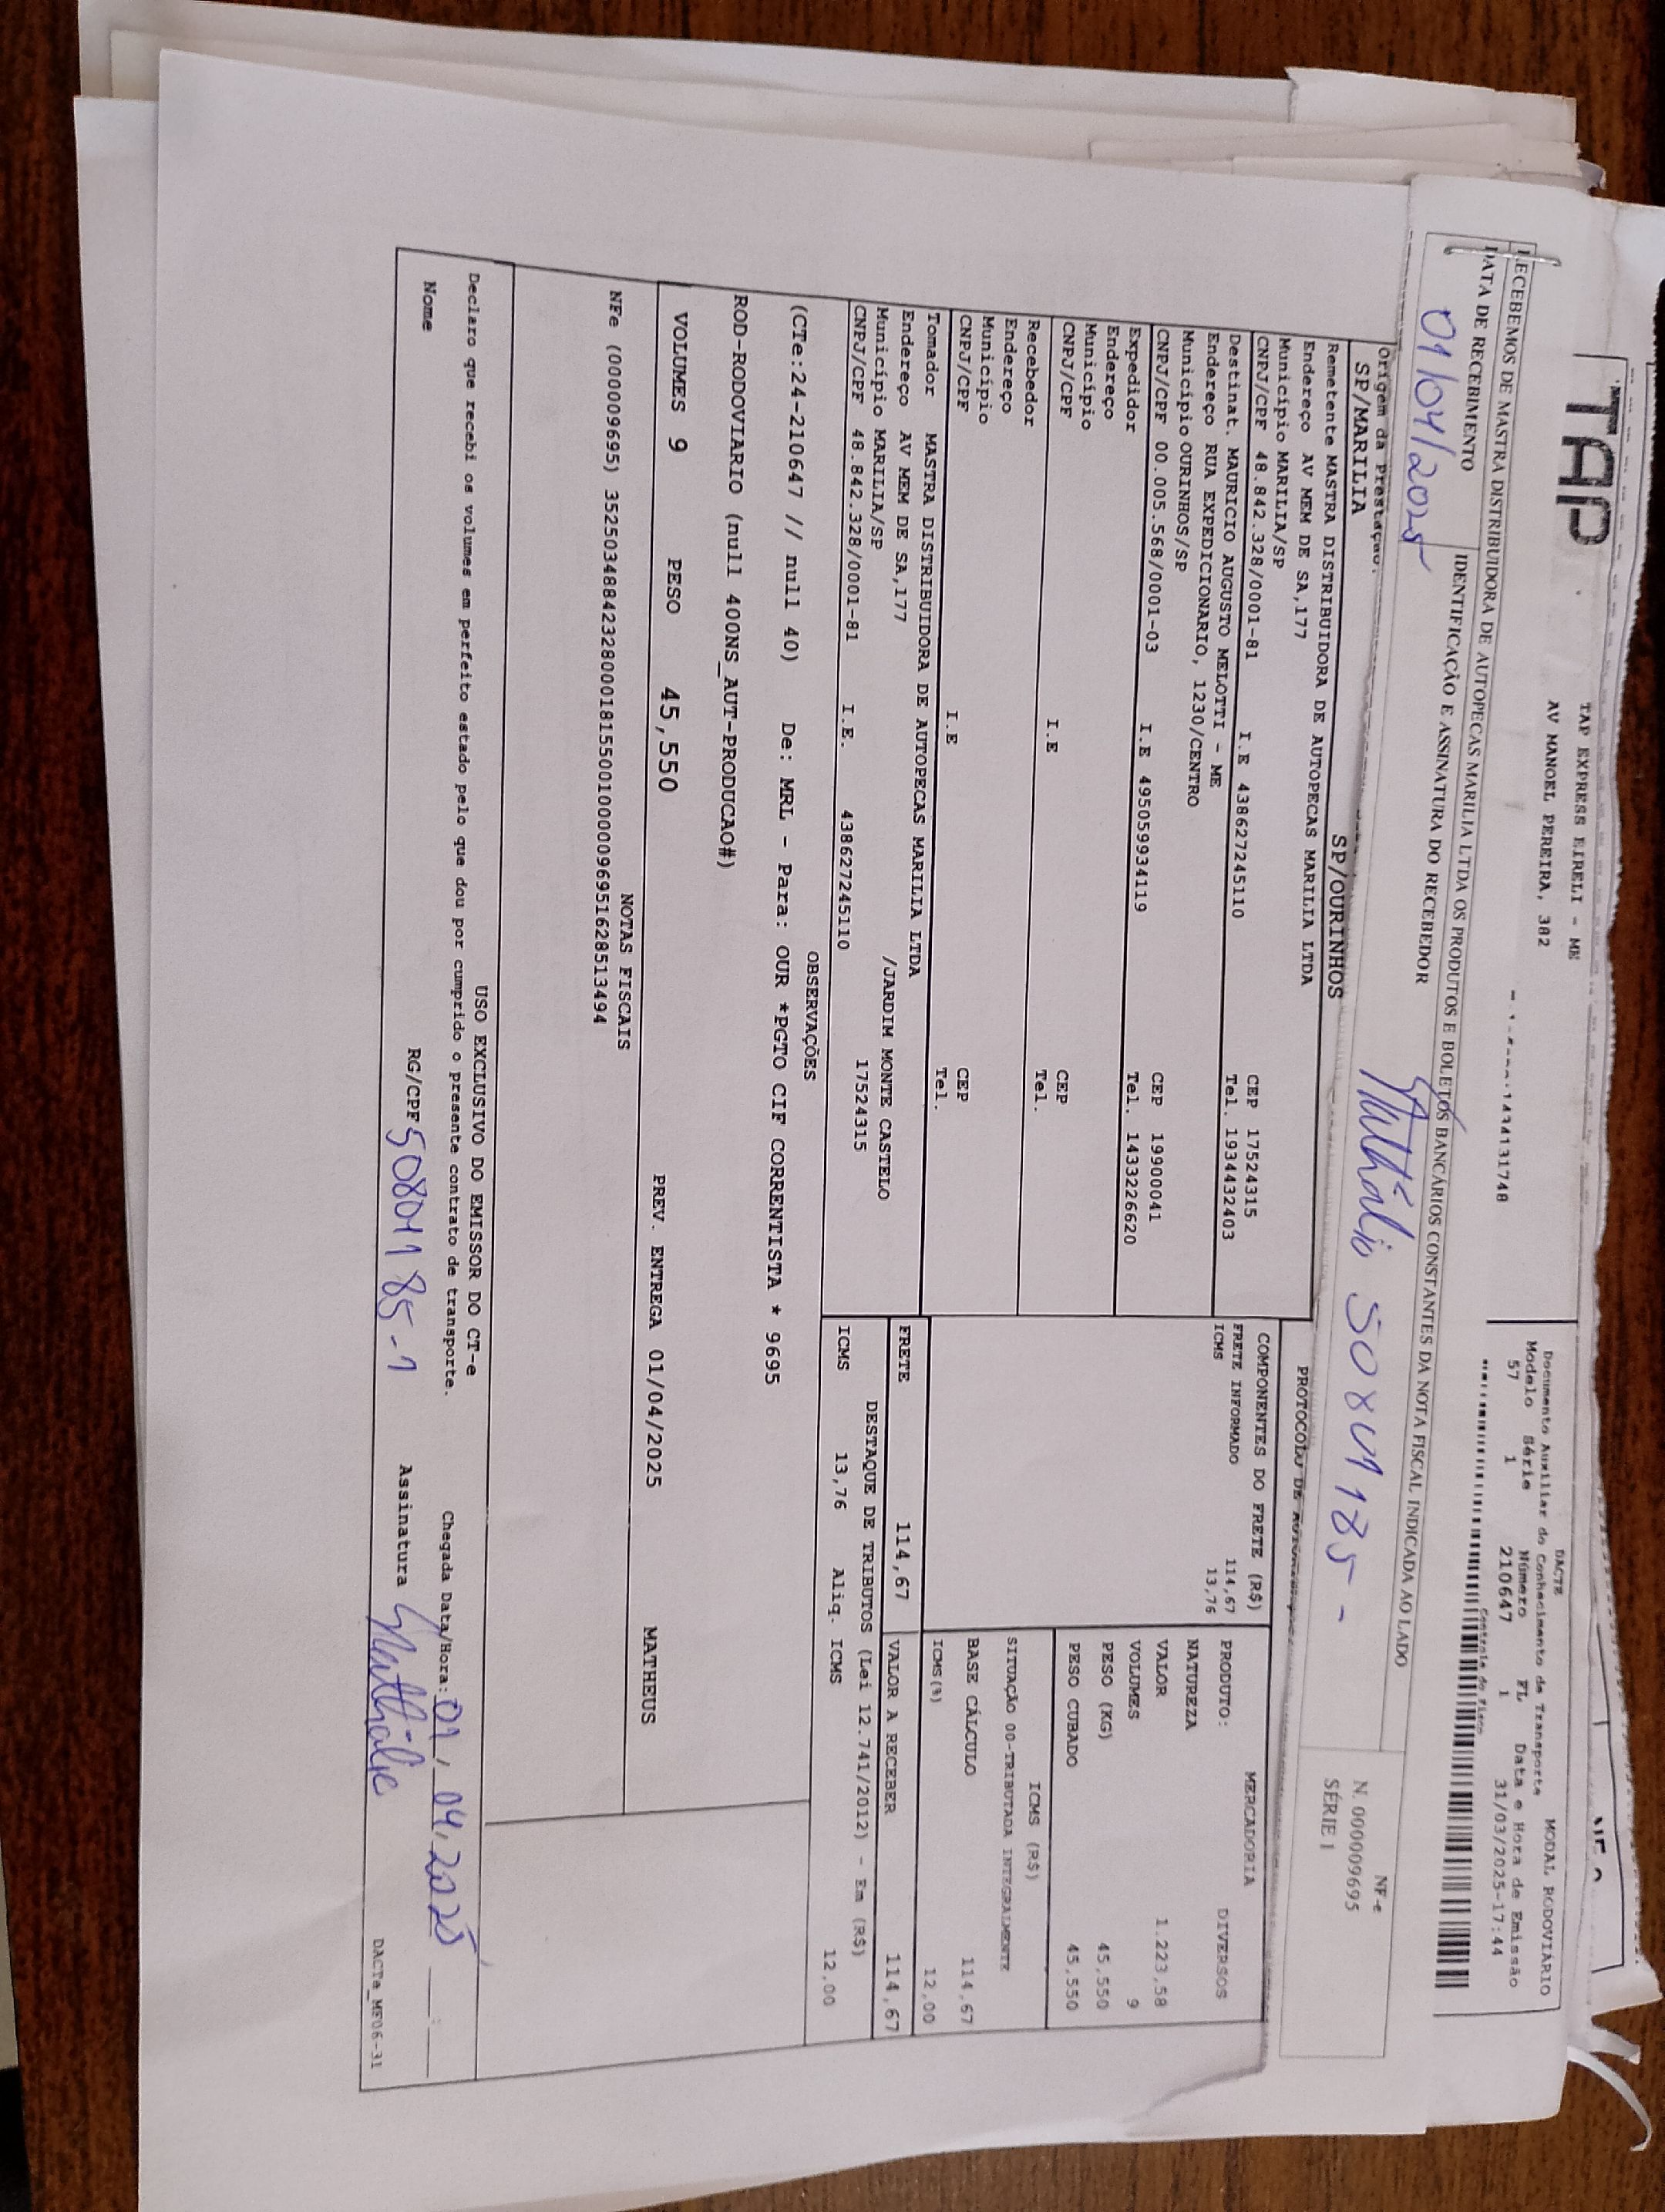 TAP
TAP EXPRESS EIRELI - ME
AV MANOEL PEREIRA, 382
DACTE
Documento Auxiliar do Conhecimento de Transporte
MODAL RODOVIARIO
Modelo Série Número FL Data e Hora de Emissão
57 1 210647 1 31/03/2025-17:44
Controle do Fisco
RECEBEMOS DE MASTRA DISTRIBUIDORA DE AUTOPECAS MARILIA LTDA OS PRODUTOS E BOLETOS BANCÁRIOS CONSTANTES DA NOTA FISCAL INDICADA AO LADO
DATA DE RECEBIMENTO
IDENTIFICAÇÃO E ASSINATURA DO RECEBEDOR
01/04/2025
NF-e
N. 000009695
SÉRIE 1
Origem da Prestação:
SP/MARILIA
SP/OURINHOS
Remetente MASTRA DISTRIBUIDORA DE AUTOPECAS MARILIA LTDA
Endereço AV MEM DE SA,177
Município MARILIA/SP CEP 17524315
CNPJ/CPF 48.842.328/0001-81 I.E 438627245110 Tel. 1934432403
Destinat. MAURICIO AUGUSTO MELOTTI - ME
Endereço RUA EXPEDICIONARIO, 1230/CENTRO
Município OURINHOS/SP CEP 19900041
CNPJ/CPF 00.005.568/0001-03 I.E 495059934119 Tel. 1433226620
Expedidor
Endereço
Município CEP
CNPJ/CPF I.E Tel.
Recebedor
Endereço
Município CEP
CNPJ/CPF I.E Tel.
Tomador MASTRA DISTRIBUIDORA DE AUTOPECAS MARILIA LTDA
Endereço AV MEM DE SA,177 /JARDIM MONTE CASTELO
Município MARILIA/SP 17524315
CNPJ/CPF 48.842.328/0001-81 I.E. 438627245110
COMPONENTES DO FRETE (R$)
FRETE INFORMADO 114,67
ICMS 13,76
MERCADORIA
PRODUTO: DIVERSOS
NATUREZA
VALOR 1.223,58
VOLUMES 9
PESO (KG) 45,550
PESO CUBADO 45,550
ICMS (R$)
SITUAÇÃO 00-TRIBUTADA INTEGRALMENTE
BASE CÁLCULO 114,67
ICMS(%) 12,00
FRETE 114,67 VALOR A RECEBER 114,67
DESTAQUE DE TRIBUTOS (Lei 12.741/2012) - Em (R$)
ICMS 13,76 Aliq. ICMS 12,00
OBSERVAÇÕES
(CTe:24-210647 // null 40) De: MRL - Para: OUR *PGTO CIF CORRENTISTA * 9695
ROD-RODOVIARIO (null 400NS_AUT-PRODUCAO#)
VOLUMES 9 PESO 45,550 PREV. ENTREGA 01/04/2025 MATHEUS
NOTAS FISCAIS
NFe (000009695) 35250348842328000181550010000096951628513494
USO EXCLUSIVO DO EMISSOR DO CT-e
Declaro que recebi os volumes em perfeito estado pelo que dou por cumprido o presente contrato de transporte.
Chegada Data/Hora: 01, 04, 2025
Nome RG/CPF 50804185-1 Assinatura
DACTe_MF06-31